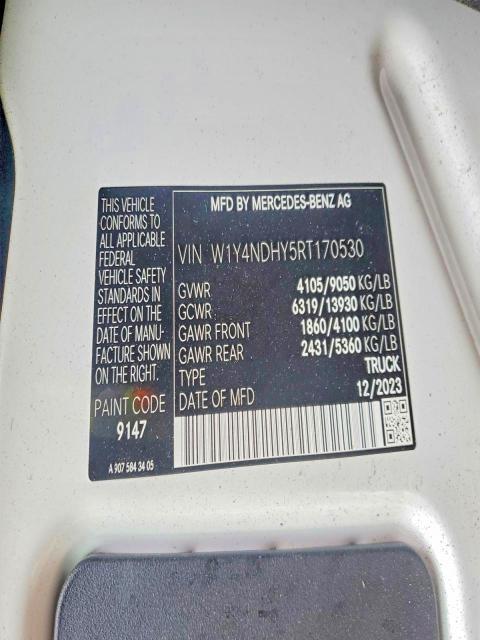 THIS VEHICLE
CONFORMS TO
ALL APPLICABLE
FEDERAL
VEHICLE SAFETY
STANDARDS IN
EFFECT ON THE
DATE OF MANU-
FACTURE SHOWN
ON THE RIGHT.
PAINT CODE
9147
A 907 584 34 05
MFD BY MERCEDES-BENZ AG
VIN W1Y4NDHY5RT170530
GVWR 4105/9050 KG/LB
GCWR 6319/13930 KG/LB
GAWR FRONT 1860/4100 KG/LB
GAWR REAR 2431/5360 KG/LB
TYPE TRUCK
DATE OF MFD 12/2023